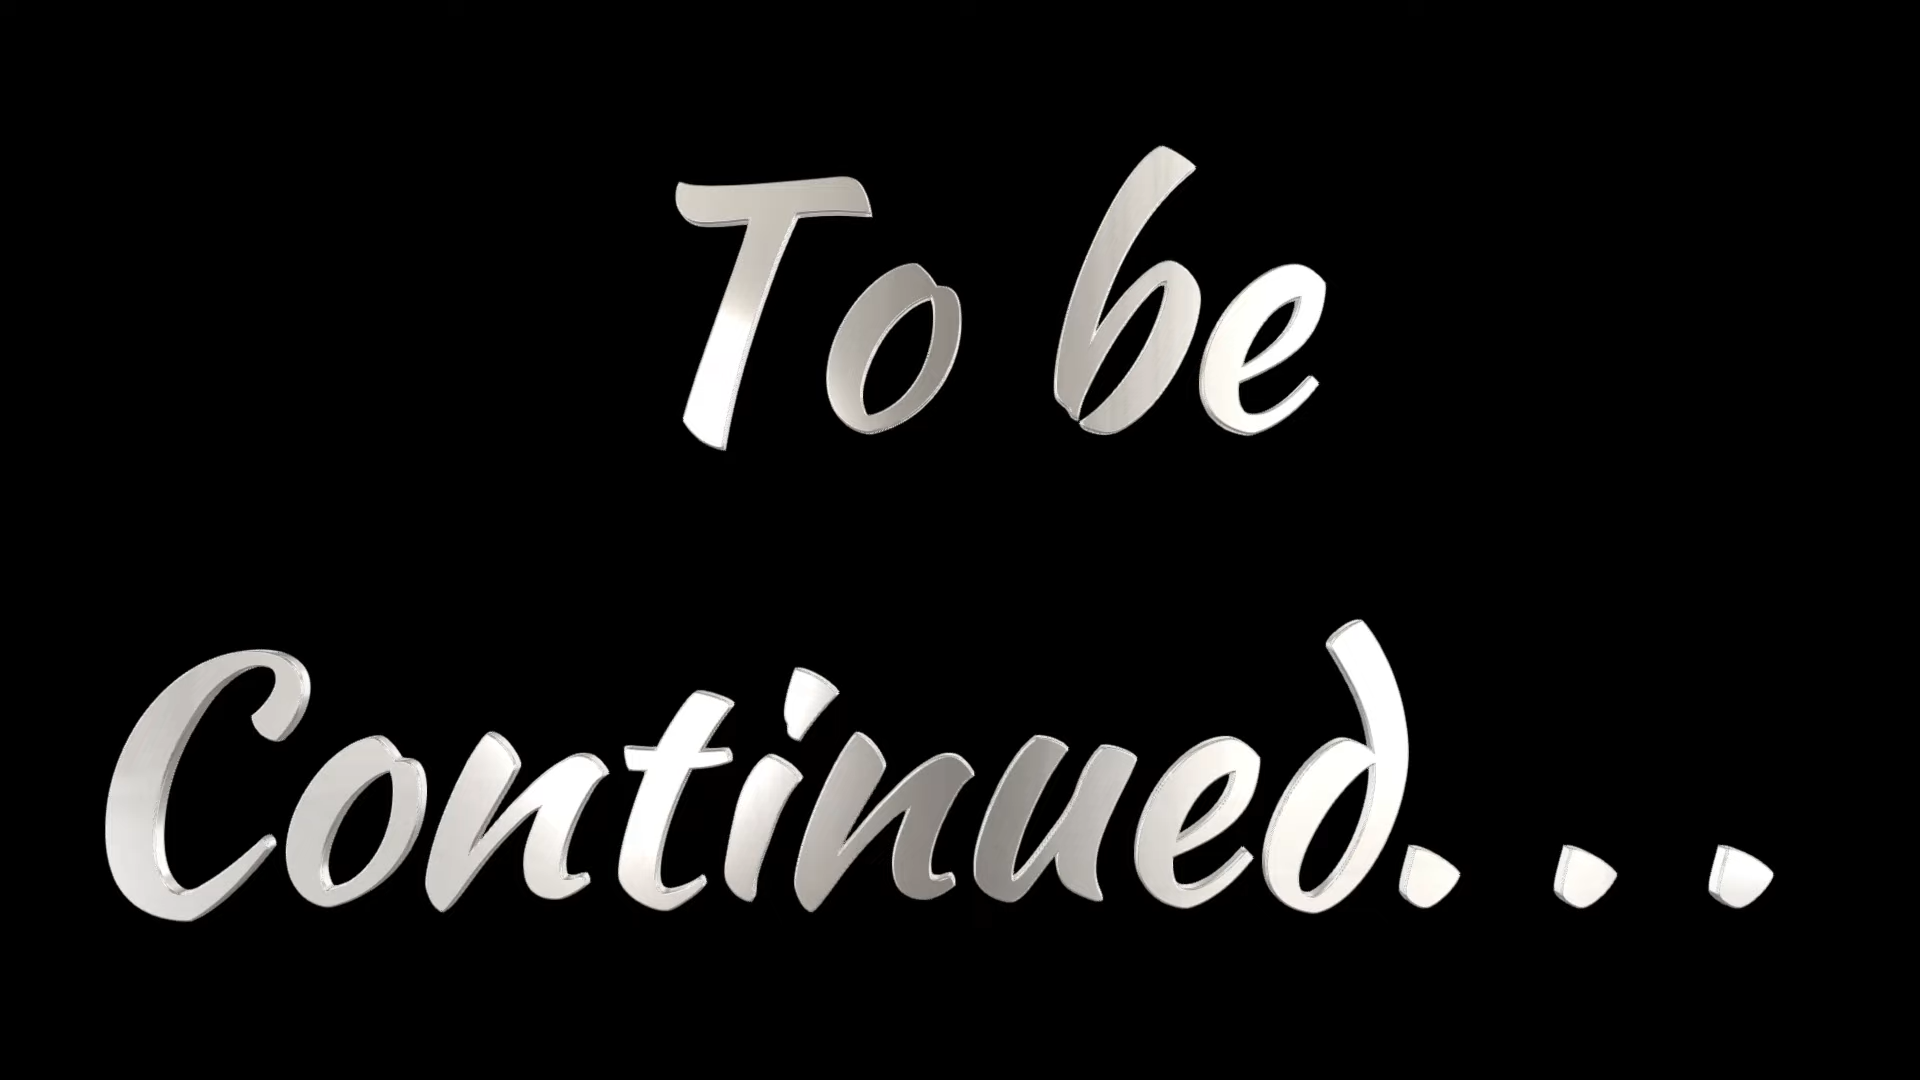 To be
Continued. . .